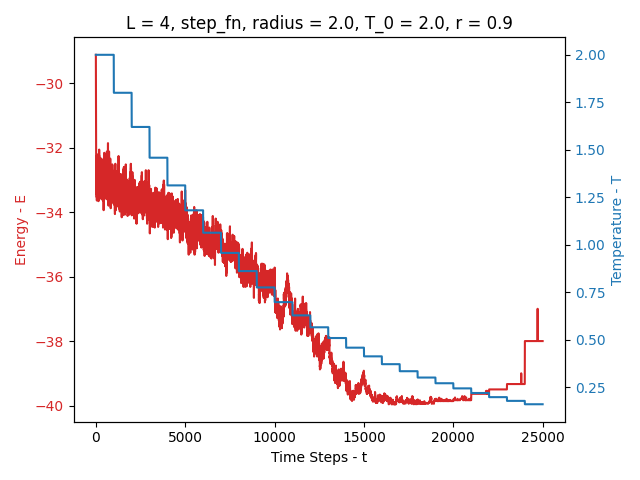 L = 4, step_fn, radius = 2.0, T_0 = 2.0, r = 0.9
Energy - E
−30
−32
−34
−36
−38
−40
2.00
1.75
1.50
1.25
1.00
0.75
0.50
0.25
Temperature - T
0 5000 10000 15000 20000 25000
Time Steps - t